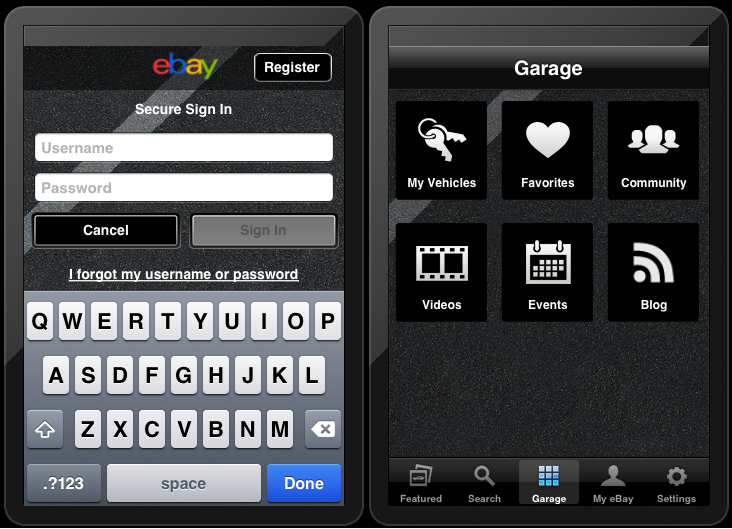 ebay
Register
Secure Sign In
Username
Password
Cancel Sign In
I forgot my username or password
Q W E R T Y U I O P
A S D F G H J K L
Z X C V B N M
.?123 space Done
Garage
My Vehicles Favorites Community
Videos Events Blog
Featured Search Garage My eBay Settings